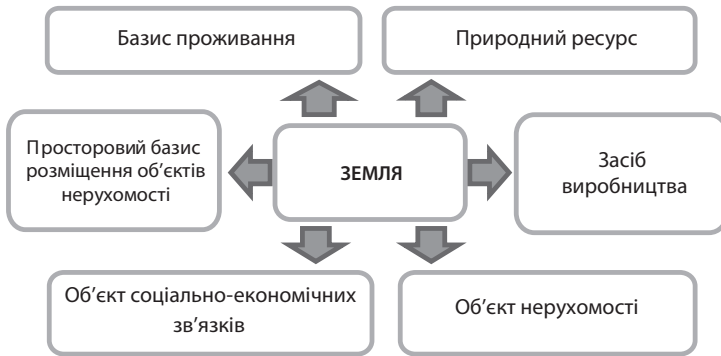 Базис проживання
Природний ресурс
Просторовий базис
розміщення об’єктів
нерухомості
ЗЕМЛЯ
Засіб
виробництва
Об’єкт соціально-економічних
зв’язків
Об’єкт нерухомості